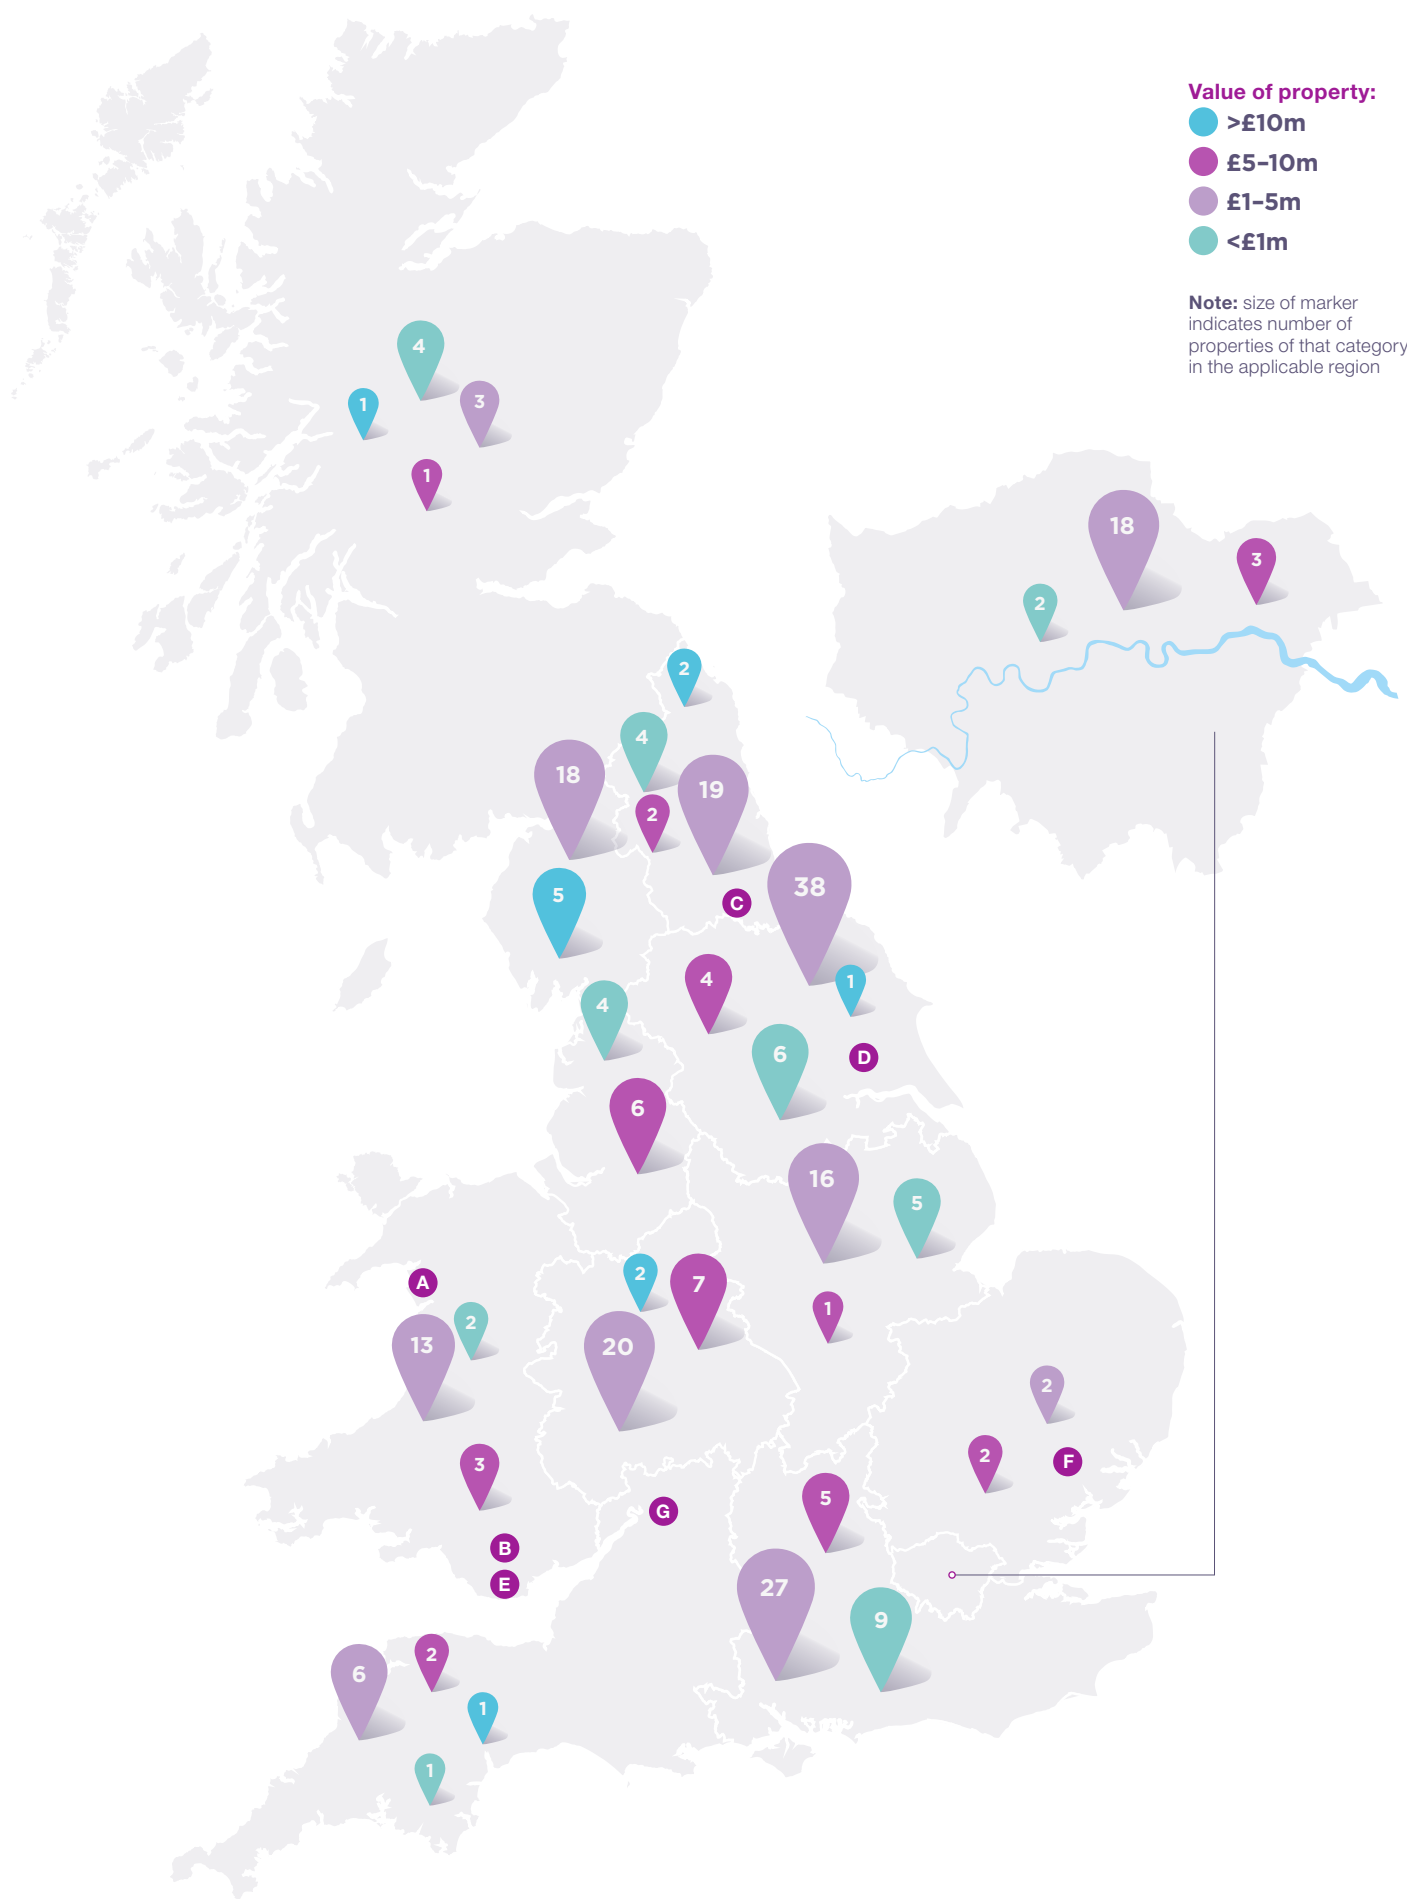 Value of property:
>£10m
£5–10m
£1–5m
<£1m
Note: size of marker
indicates number of
properties of that category
in the applicable region
4
1
3
1
18
3
2
2
4
18
19
2
38
5
C
4
1
4
6
D
6
16
5
A
2
7
2
1
13
20
2
3
2
F
5
G
B
27
E
9
2
6
1
1